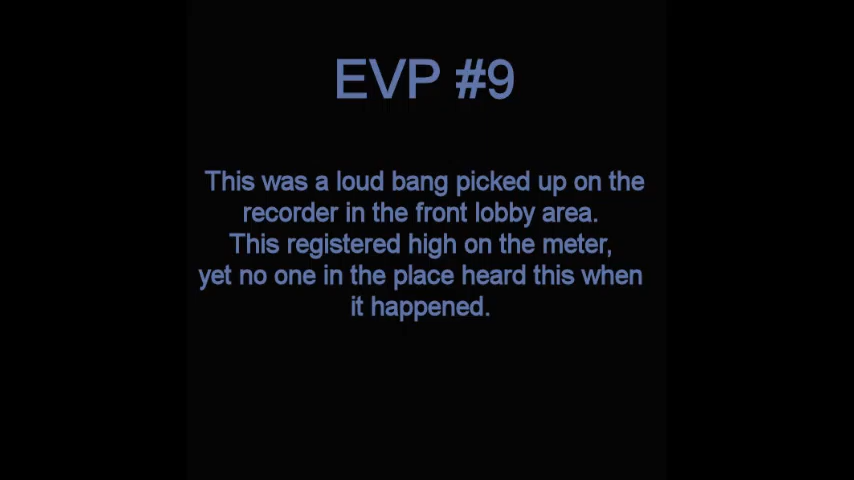 EVP #9
This was a loud bang picked up on the
recorder in the front lobby area.
This registered high on the meter,
yet no one in the place heard this when
it happened.